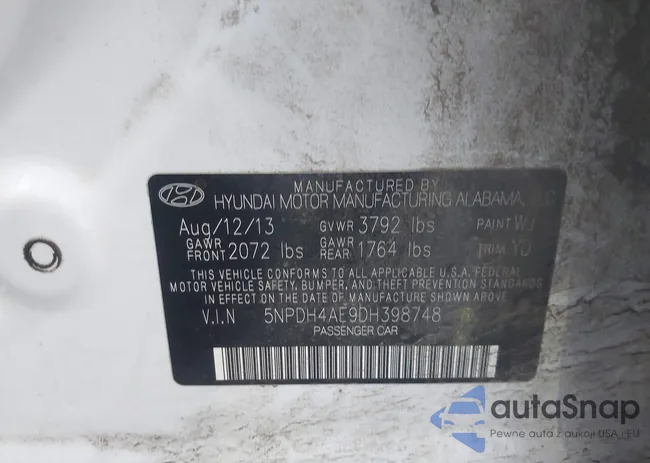 MANUFACTURED BY
HYUNDAI MOTOR MANUFACTURING ALABAMA,
Aug/12/13 GVWR 3792 lbs PAINT WJ
GAWR FRONT 2072 lbs GAWR REAR 1764 lbs TRIM YD
THIS VEHICLE CONFORMS TO ALL APPLICABLE U.S.A. FEDERAL
MOTOR VEHICLE SAFETY, BUMPER, AND THEFT PREVENTION STANDARDS
IN EFFECT ON THE DATE OF MANUFACTURE SHOWN ABOVE.
V.I.N 5NPDH4AE9DH398748
PASSENGER CAR
autoSnap
Pewne auta z aukcji USA i EU